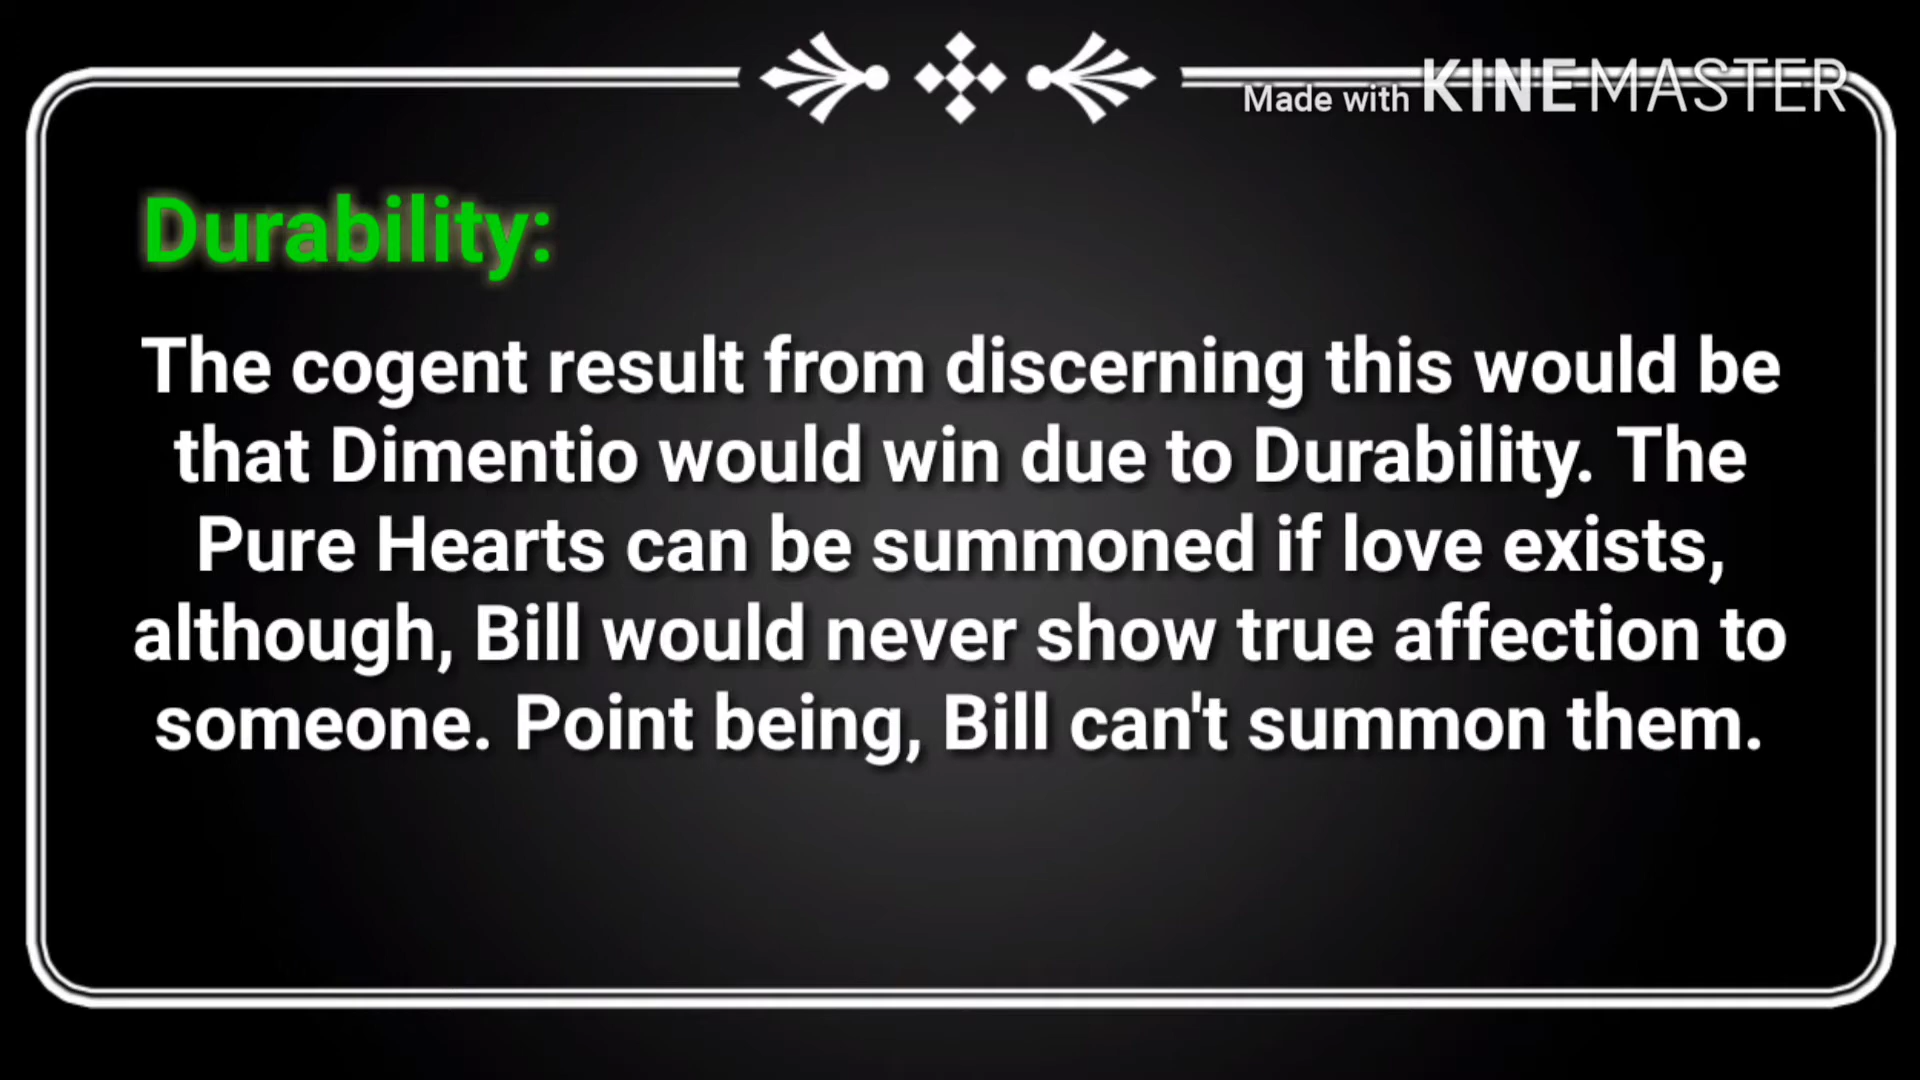 Made with KINEMASTER
Durability:
The cogent result from discerning this would be
that Dimentio would win due to Durability. The
Pure Hearts can be summoned if love exists,
although, Bill would never show true affection to
someone. Point being, Bill can't summon them.